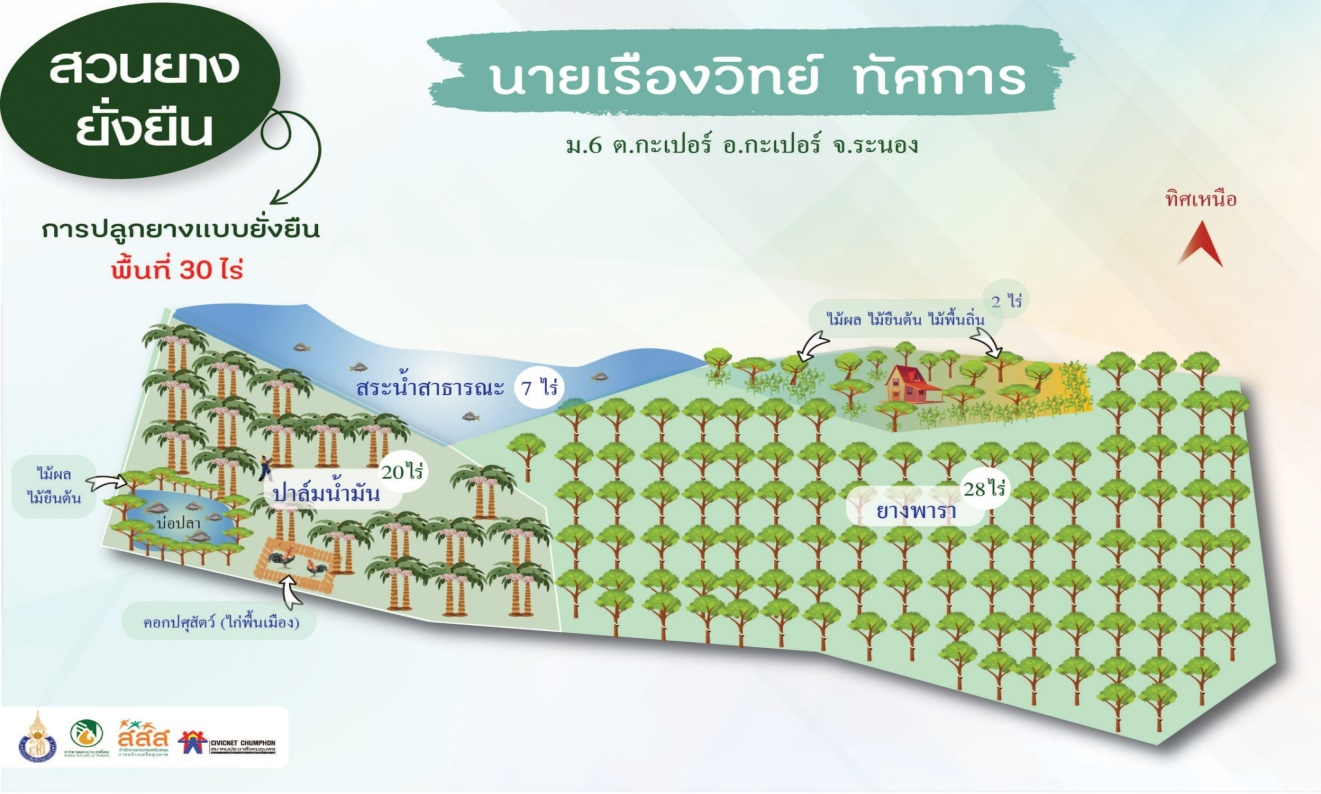 สวนยาง
ยั่งยืน
นายเรืองวิทย์ ทัศการ
ม.6 ต.กะเปอร์ อ.กะเปอร์ จ.ระนอง
ทิศเหนือ
การปลูกยางแบบยั่งยืน
พื้นที่ 30 ไร่
2 ไร่
ไม้ผล ไม้ยืนต้น ไม้พื้นถิ่น
สระน้ำสาธารณะ 7 ไร่
ไม้ผล
ไม้ยืนต้น
20ไร่
ปาล์มน้ำมัน
28ไร่
ยางพารา
บ่อปลา
คอกปศุสัตว์ (ไก่พื้นเมือง)
สสส
CIVICNET CHUMPHON